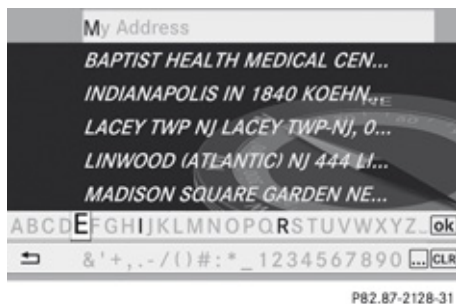 My Address
BAPTIST HEALTH MEDICAL CEN...
INDIANAPOLIS IN 1840 KOEHN...
LACEY TWP NJ LACEY TWP-NJ, 0...
LINWOOD (ATLANTIC) NJ 444 LI...
MADISON SQUARE GARDEN NE...
ABCDEFGHIJKLMNOPQRSTUVWXYZ_ ok
&'+,.-/()#:*_1234567890 ... CLR
P82.87-2128-31